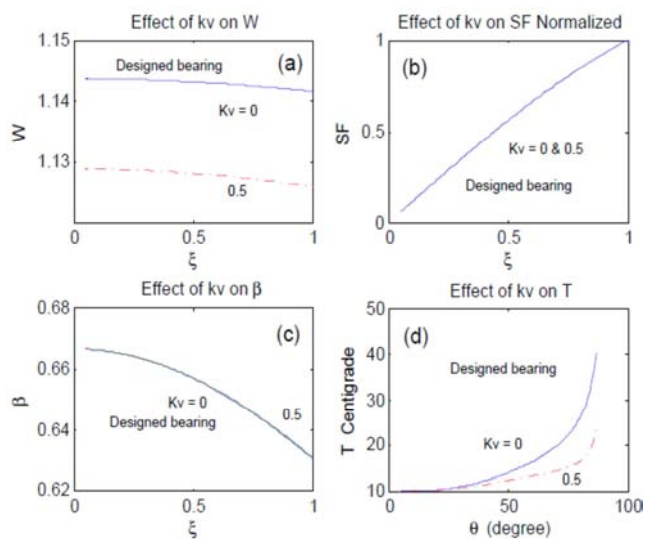 Effect of kv on W
1.15
1.14
1.13
W
Designed bearing
(a)
Kv = 0
0.5
0
0.5
1
ξ
Effect of kv on SF Normalized
1
0.5
0
SF
(b)
Kv = 0 & 0.5
Designed bearing
0
0.5
1
ξ
Effect of kv on β
0.68
0.66
0.64
0.62
β
(c)
Kv = 0
0.5
Designed bearing
0
0.5
1
ξ
Effect of kv on T
50
40
30
20
10
T Centigrade
(d)
Designed bearing
Kv = 0
0.5
0
50
100
θ (degree)